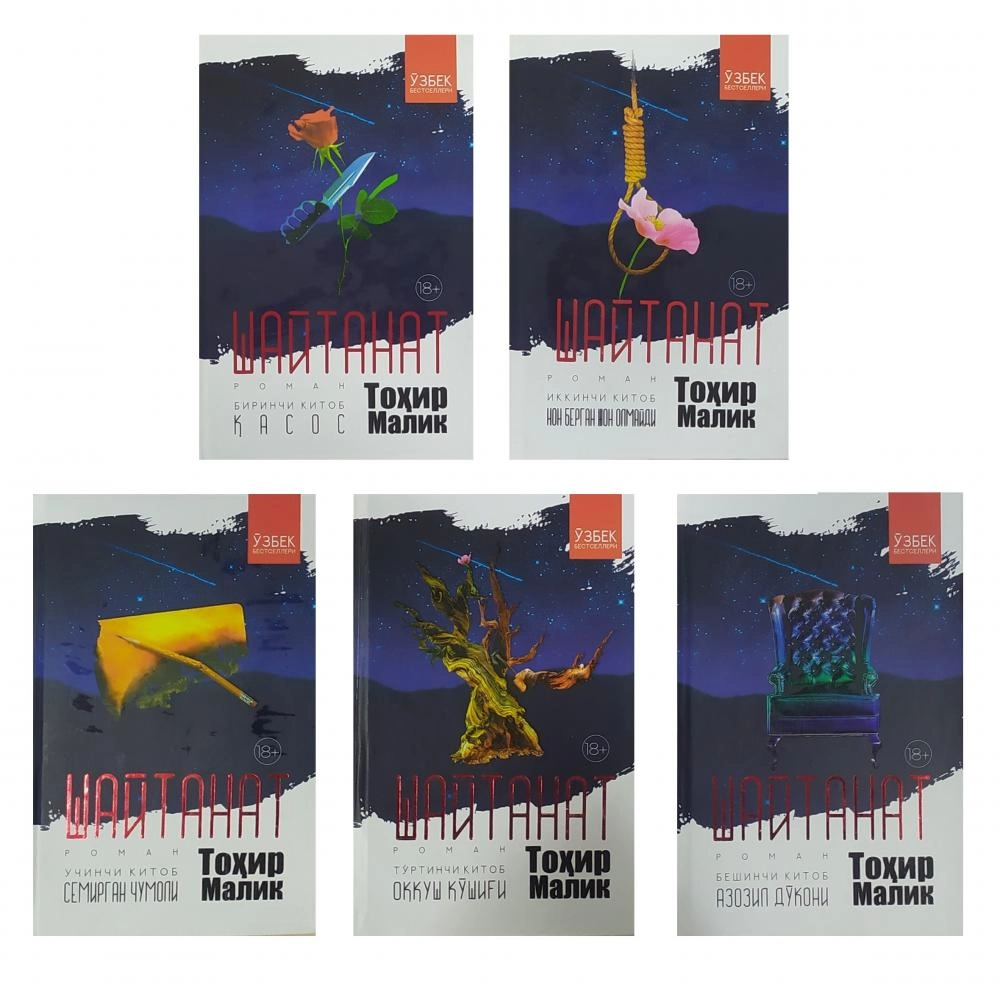 ЎЗБЕК
БЕСТСЕЛЛЕРИ
18+
ШАЙТАНАТ
РОМАН
БИРИНЧИ КИТОБ
ҚАСОС
Тоҳир
Малик
ЎЗБЕК
БЕСТСЕЛЛЕРИ
18+
ШАЙТАНАТ
РОМАН
ИККИНЧИ КИТОБ
НОН БЕРГАН ЖОН ОЛМАЙДИ
Тоҳир
Малик
ЎЗБЕК
БЕСТСЕЛЛЕРИ
18+
ШАЙТАНАТ
РОМАН
УЧИНЧИ КИТОБ
СЕМИРГАН ЧУМОЛИ
Тоҳир
Малик
ЎЗБЕК
БЕСТСЕЛЛЕРИ
18+
ШАЙТАНАТ
РОМАН
ТЎРТИНЧИ КИТОБ
ОҚҚУШ ҚЎШИҒИ
Тоҳир
Малик
ЎЗБЕК
БЕСТСЕЛЛЕРИ
18+
ШАЙТАНАТ
РОМАН
БЕШИНЧИ КИТОБ
АЗОЗИЛ ДЎКОНИ
Тоҳир
Малик